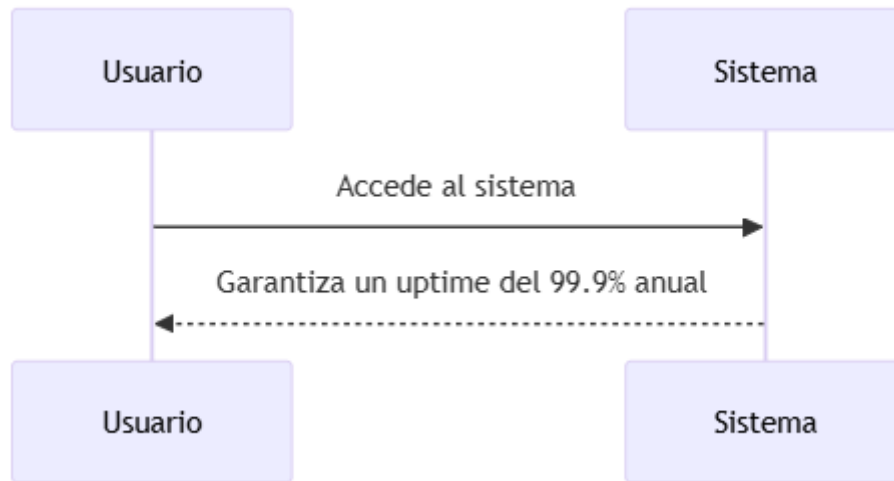 Usuario
Sistema
Accede al sistema
Garantiza un uptime del 99.9% anual
Usuario
Sistema